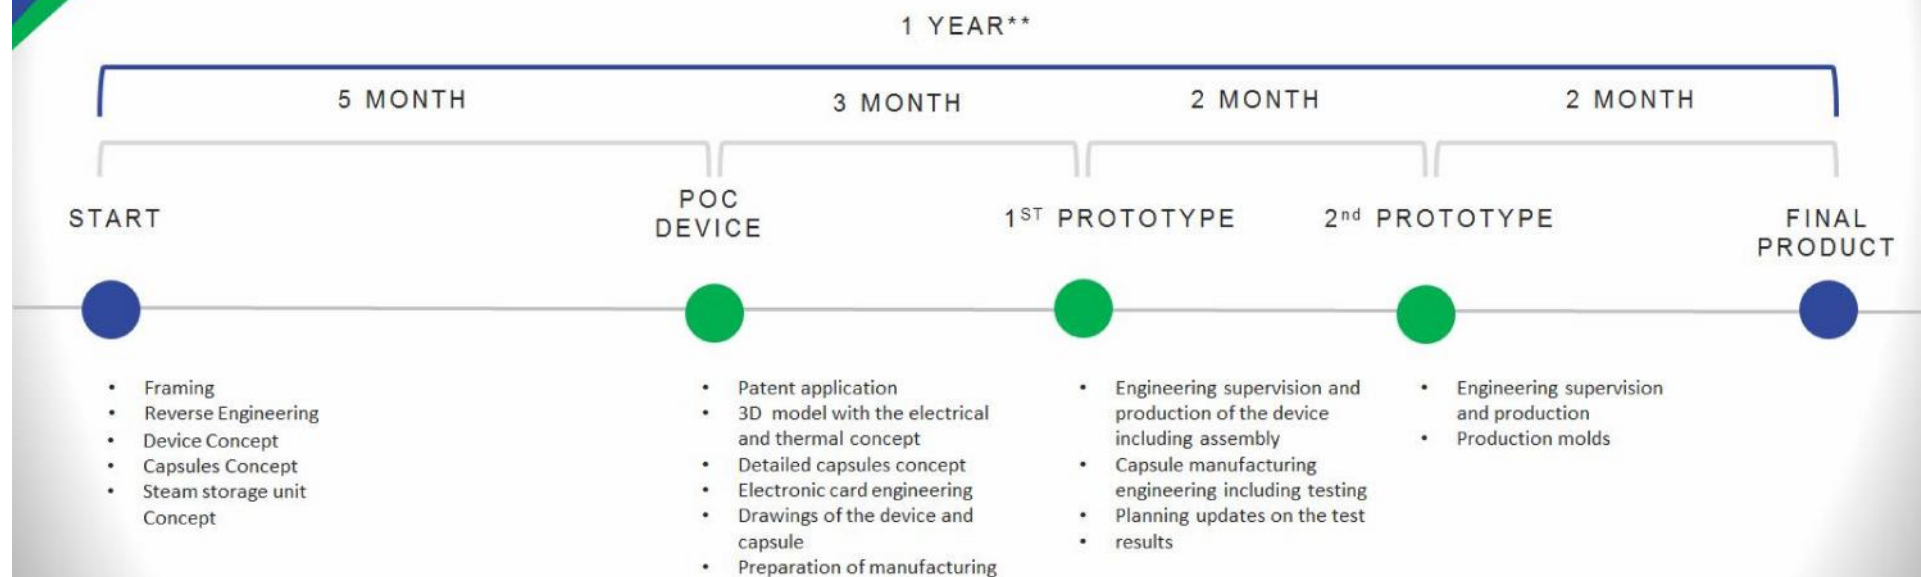 1 YEAR**
5 MONTH
3 MONTH
2 MONTH
2 MONTH
START
POC
DEVICE
1ST PROTOTYPE
2nd PROTOTYPE
FINAL
PRODUCT
• Framing
• Reverse Engineering
• Device Concept
• Capsules Concept
• Steam storage unit
Concept
• Patent application
• 3D model with the electrical
and thermal concept
• Detailed capsules concept
• Electronic card engineering
• Drawings of the device and
capsule
• Preparation of manufacturing
• Engineering supervision and
production of the device
including assembly
• Capsule manufacturing
engineering including testing
• Planning updates on the test
• results
• Engineering supervision
and production
• Production molds